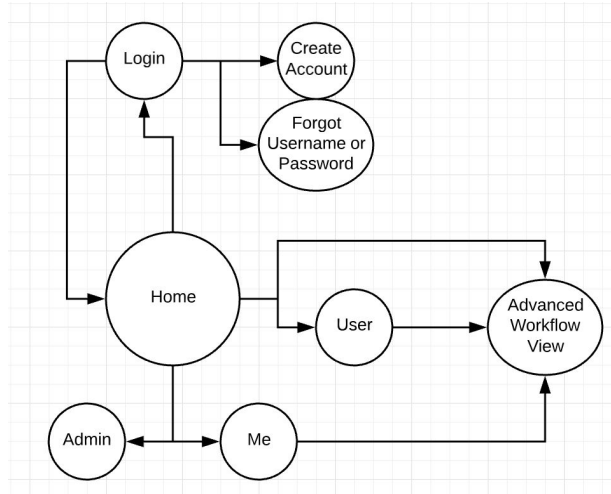 Login
Create
Account
Forgot
Username or
Password
Home
User
Advanced
Workflow
View
Admin
Me